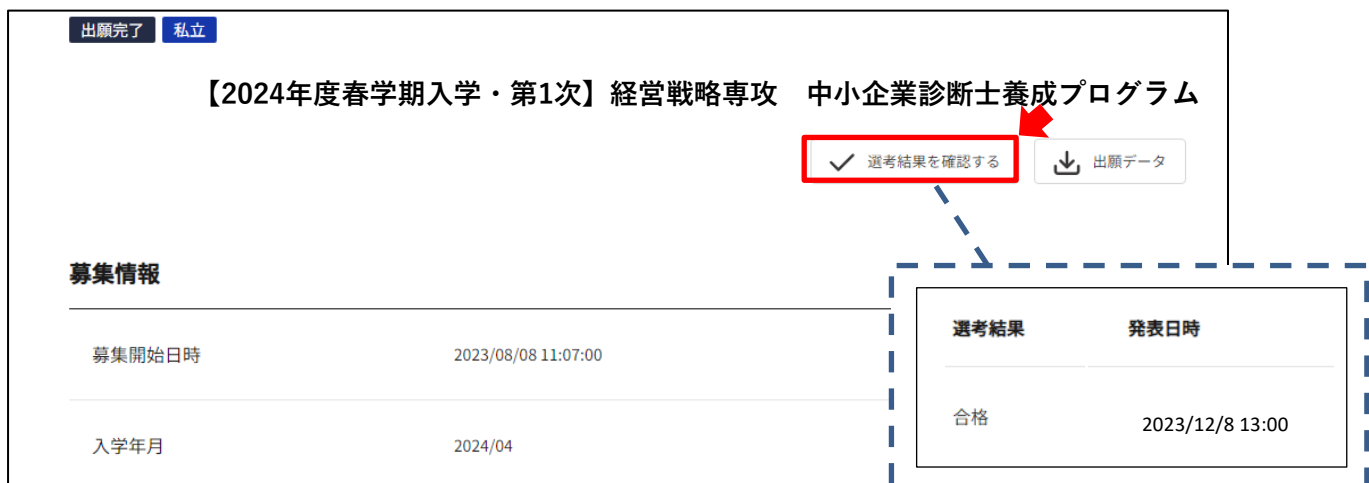 出願完了 私立
【2024年度春学期入学・第1次】経営戦略専攻　中小企業診断士養成プログラム
選考結果を確認する 出願データ
募集情報
募集開始日時 2023/08/08 11:07:00
入学年月 2024/04
選考結果 発表日時
合格 2023/12/8 13:00